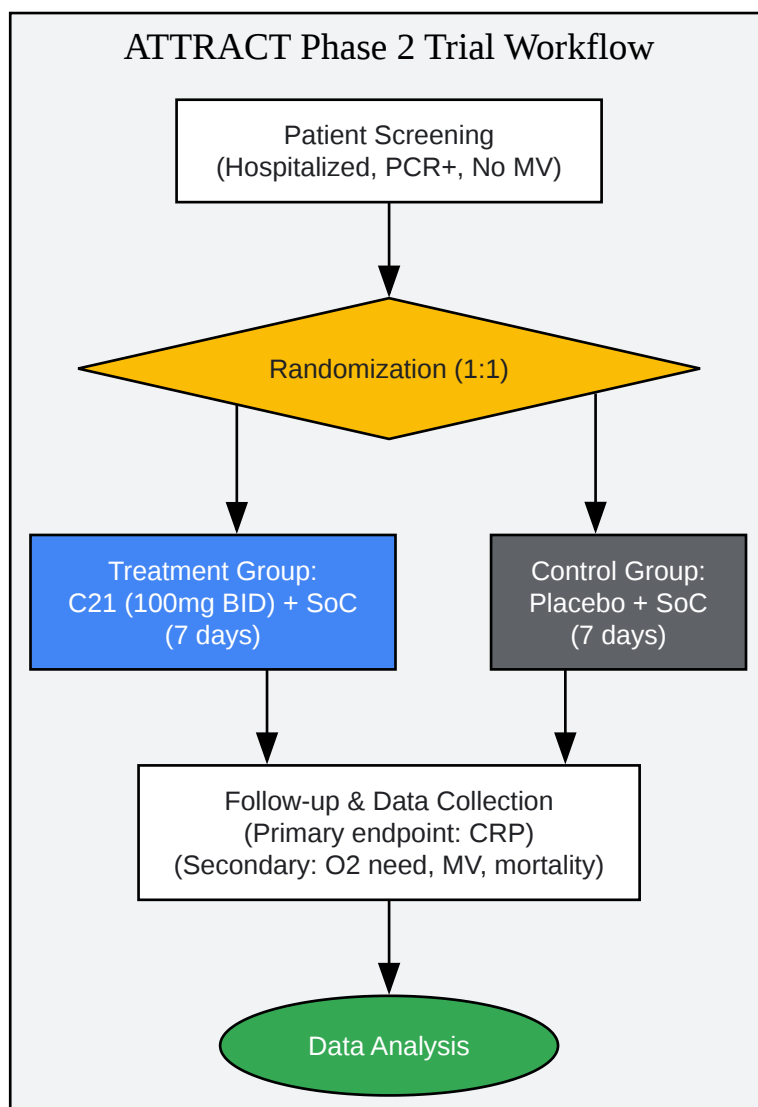 ATTRACT Phase 2 Trial Workflow
Patient Screening
(Hospitalized, PCR+, No MV)
Randomization (1:1)
Treatment Group:
C21 (100mg BID) + SoC
(7 days)
Control Group:
Placebo + SoC
(7 days)
Follow-up & Data Collection
(Primary endpoint: CRP)
(Secondary: O2 need, MV, mortality)
Data Analysis